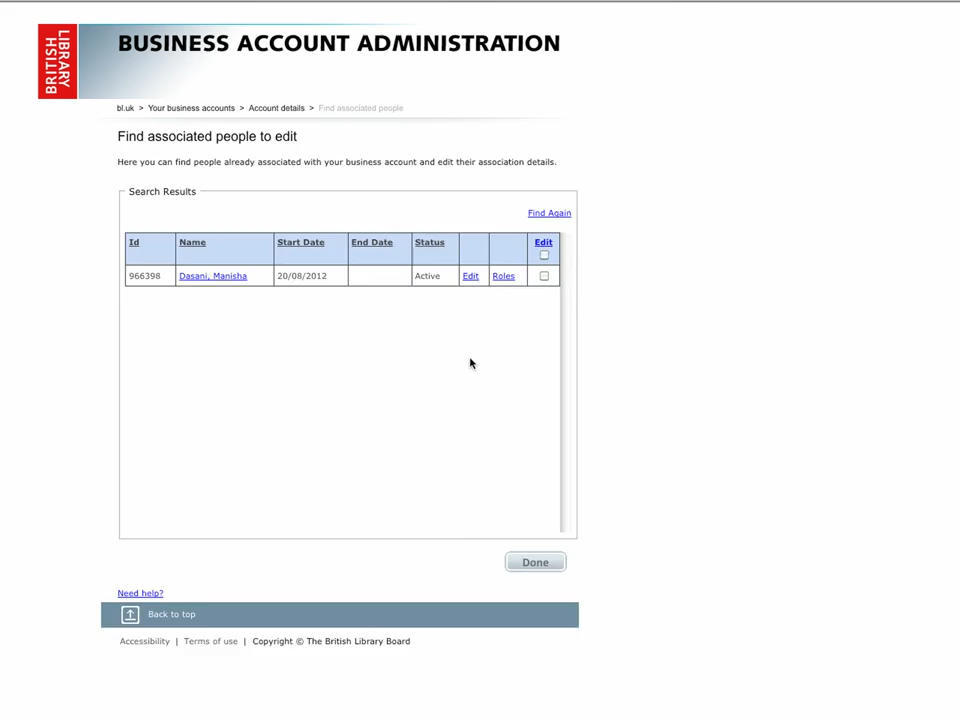 BRITISH LIBRARY
BUSINESS ACCOUNT ADMINISTRATION
bl.uk > Your business accounts > Account details > Find associated people
Find associated people to edit
Here you can find people already associated with your business account and edit their association details.
Search Results
Find Again
Id Name Start Date End Date Status Edit
966398 Dasani, Manisha 20/08/2012 Active Edit Roles
Done
Need help?
Back to top
Accessibility | Terms of use | Copyright © The British Library Board